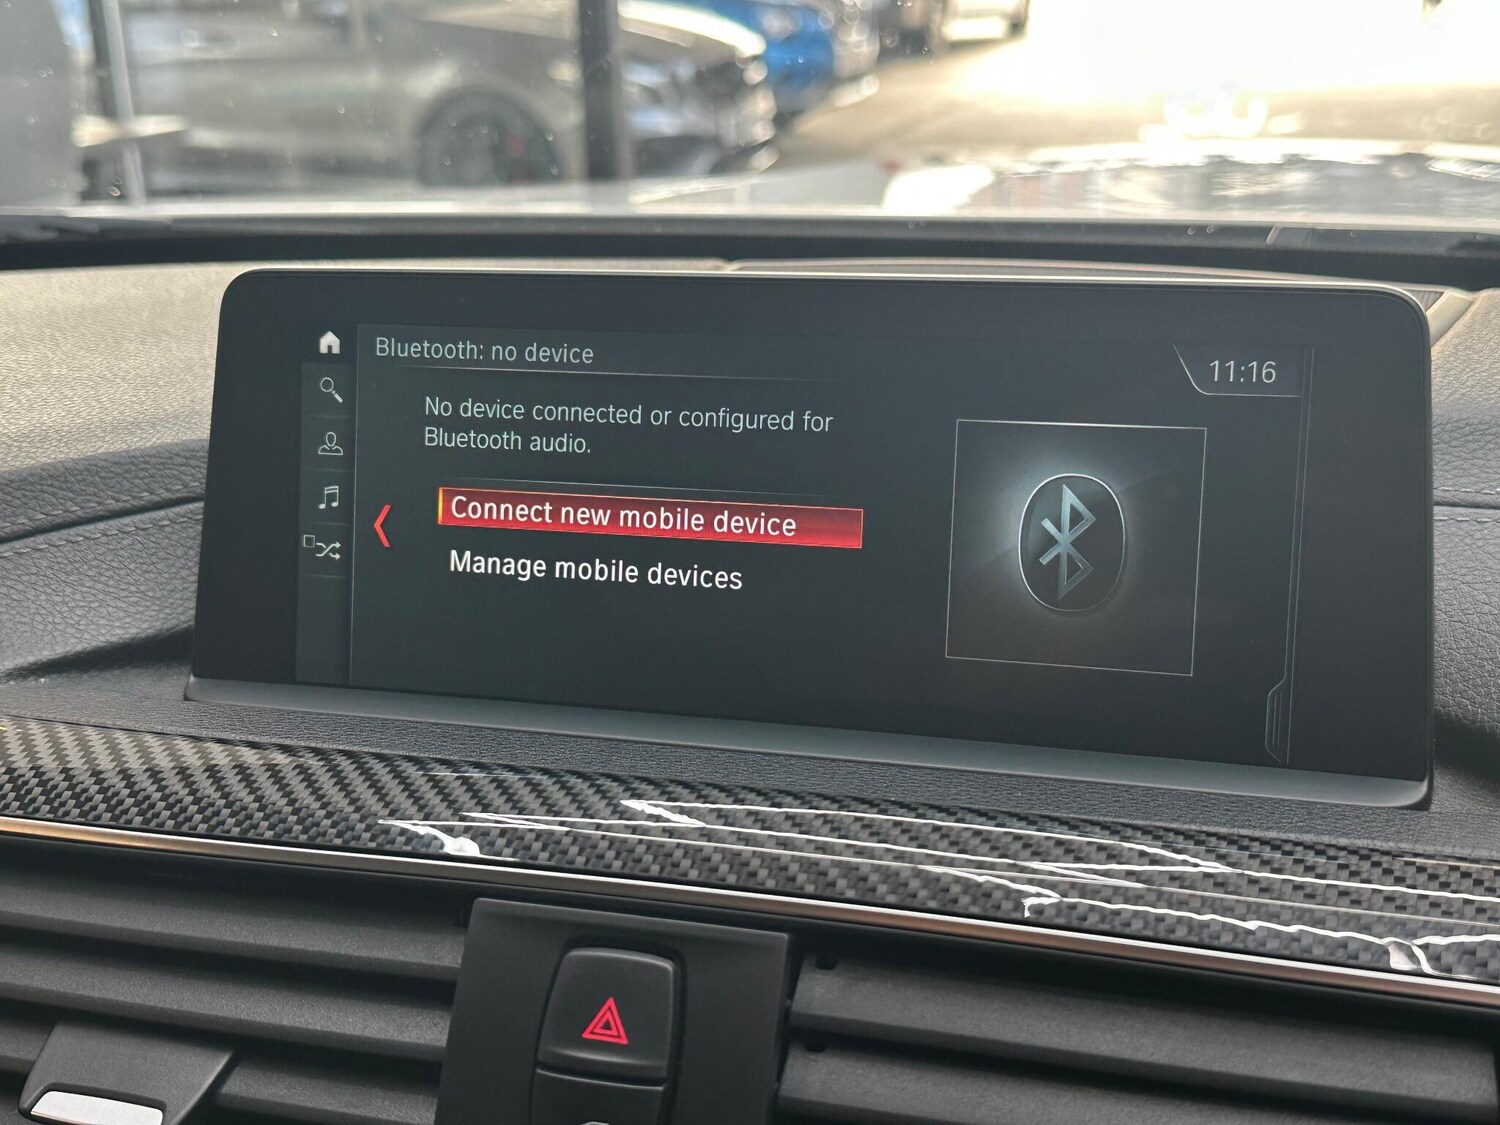 Bluetooth: no device
11:16
No device connected or configured for
Bluetooth audio.
Connect new mobile device
Manage mobile devices